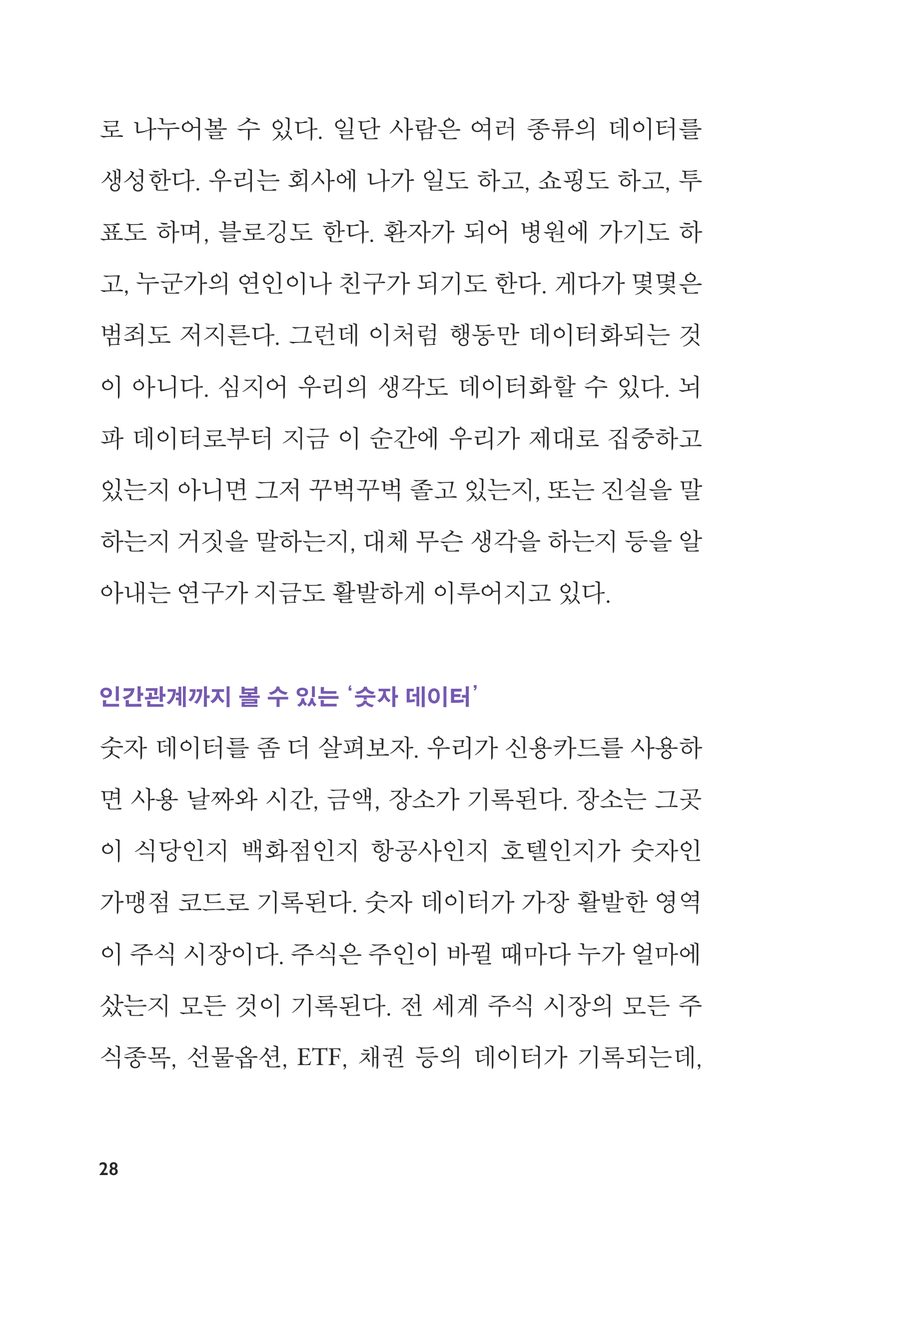 로 나누어볼 수 있다. 일단 사람은 여러 종류의 데이터를
생성한다. 우리는 회사에 나가 일도 하고, 쇼핑도 하고, 투
표도 하며, 블로깅도 한다. 환자가 되어 병원에 가기도 하
고, 누군가의 연인이나 친구가 되기도 한다. 게다가 몇몇은
범죄도 저지른다. 그런데 이처럼 행동만 데이터화되는 것
이 아니다. 심지어 우리의 생각도 데이터화할 수 있다. 뇌
파 데이터로부터 지금 이 순간에 우리가 제대로 집중하고
있는지 아니면 그저 꾸벅꾸벅 졸고 있는지, 또는 진실을 말
하는지 거짓을 말하는지, 대체 무슨 생각을 하는지 등을 알
아내는 연구가 지금도 활발하게 이루어지고 있다.
인간관계까지 볼 수 있는 ‘숫자 데이터’
숫자 데이터를 좀 더 살펴보자. 우리가 신용카드를 사용하
면 사용 날짜와 시간, 금액, 장소가 기록된다. 장소는 그곳
이 식당인지 백화점인지 항공사인지 호텔인지가 숫자인
가맹점 코드로 기록된다. 숫자 데이터가 가장 활발한 영역
이 주식 시장이다. 주식은 주인이 바뀔 때마다 누가 얼마에
샀는지 모든 것이 기록된다. 전 세계 주식 시장의 모든 주
식종목, 선물옵션, ETF, 채권 등의 데이터가 기록되는데,
28